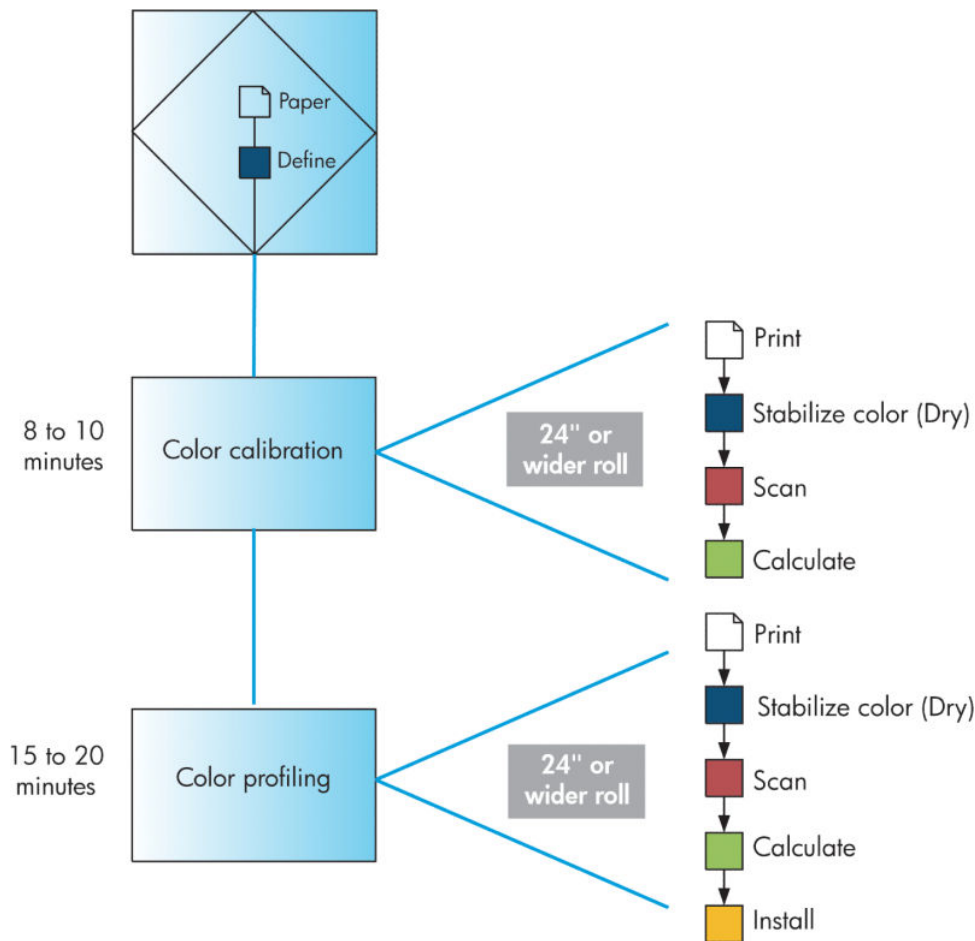 Paper
Define
8 to 10
minutes
Color calibration
24" or
wider roll
Print
Stabilize color (Dry)
Scan
Calculate
15 to 20
minutes
Color profiling
24" or
wider roll
Print
Stabilize color (Dry)
Scan
Calculate
Install